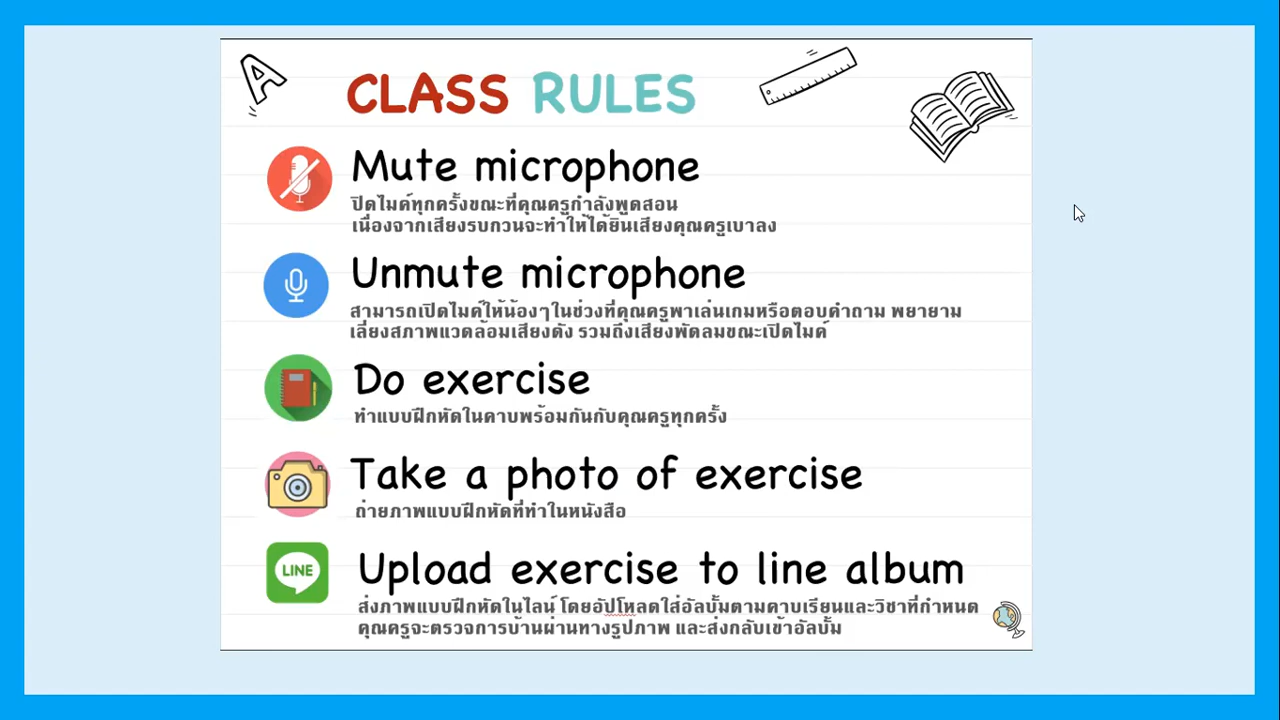 A
CLASS RULES
Mute microphone
ปิดไมค์ทุกครั้งขณะที่คุณครูกำลังพูดสอน
เนื่องจากเสียงรบกวนจะทำให้ได้ยินเสียงคุณครูเบาลง
Unmute microphone
สามารถเปิดไมค์ให้น้องๆในช่วงที่คุณครูพาเล่นเกมหรือตอบคำถาม พยายาม
เลี่ยงสภาพแวดล้อมเสียงดัง รวมถึงเสียงพัดลมขณะเปิดไมค์
Do exercise
ทำแบบฝึกหัดในคาบพร้อมกันกับคุณครูทุกครั้ง
Take a photo of exercise
ถ่ายภาพแบบฝึกหัดที่ทำในหนังสือ
LINE
Upload exercise to line album
ส่งภาพแบบฝึกหัดในไลน์ โดยอัปโหลดใส่อัลบั้มตามคาบเรียนและวิชาที่กำหนด
คุณครูจะตรวจการบ้านผ่านทางรูปภาพ และส่งกลับเข้าอัลบั้ม